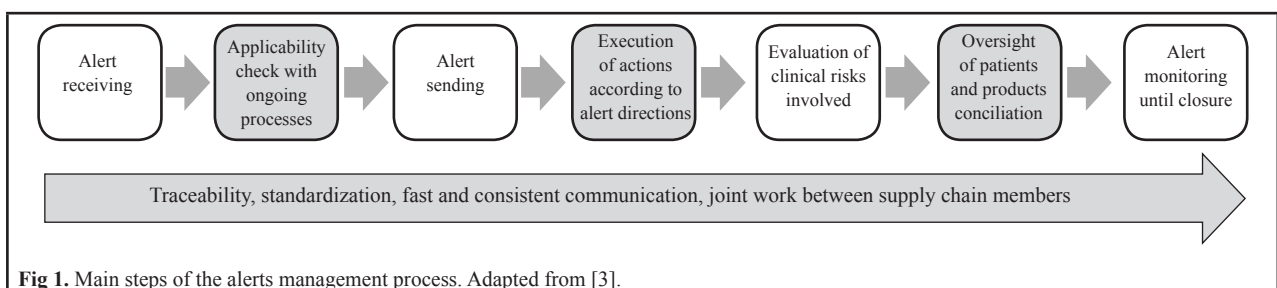 Alert
receiving
Applicability
check with
ongoing
processes
Alert
sending
Execution
of actions
according to
alert directions
Evaluation of
clinical risks
involved
Oversight
of patients
and products
conciliation
Alert
monitoring
until closure
Traceability, standardization, fast and consistent communication, joint work between supply chain members
Fig 1. Main steps of the alerts management process. Adapted from [3].